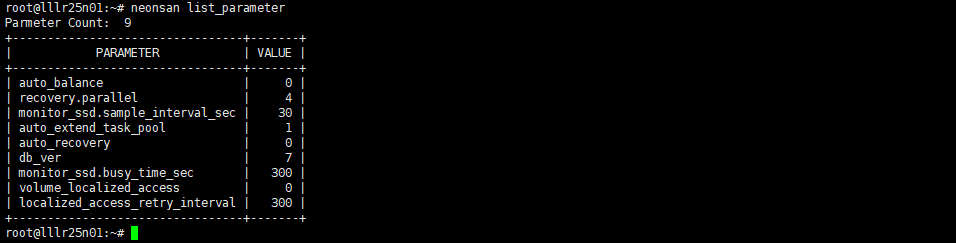 root@lllr25n01:~# neonsan list_parameter
Parmeter Count:  9
+---------------------------------+-------+
|            PARAMETER            | VALUE |
+---------------------------------+-------+
| auto_balance                    |     0 |
| recovery.parallel               |     4 |
| monitor_ssd.sample_interval_sec |    30 |
| auto_extend_task_pool           |     1 |
| auto_recovery                   |     0 |
| db_ver                          |     7 |
| monitor_ssd.busy_time_sec       |   300 |
| volume_localized_access         |     0 |
| localized_access_retry_interval |   300 |
+---------------------------------+-------+
root@lllr25n01:~#